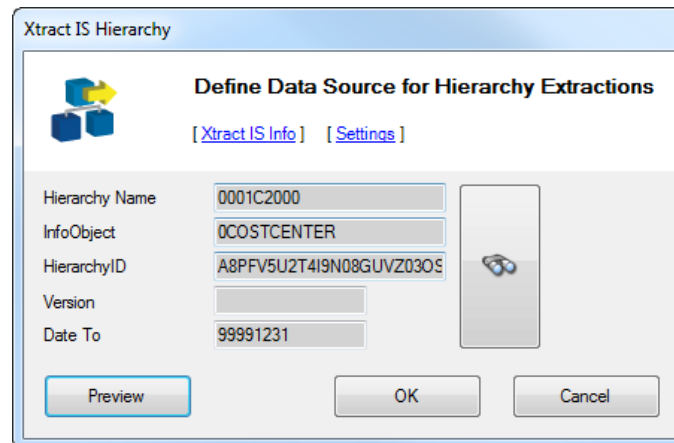 Xtract IS Hierarchy
Define Data Source for Hierarchy Extractions
[ Xtract IS Info ] [ Settings ]
Hierarchy Name 0001C2000
InfoObject 0COSTCENTER
HierarchyID A8PFV5U2T4I9N08GUVZ03OS
Version
Date To 99991231
Preview OK Cancel